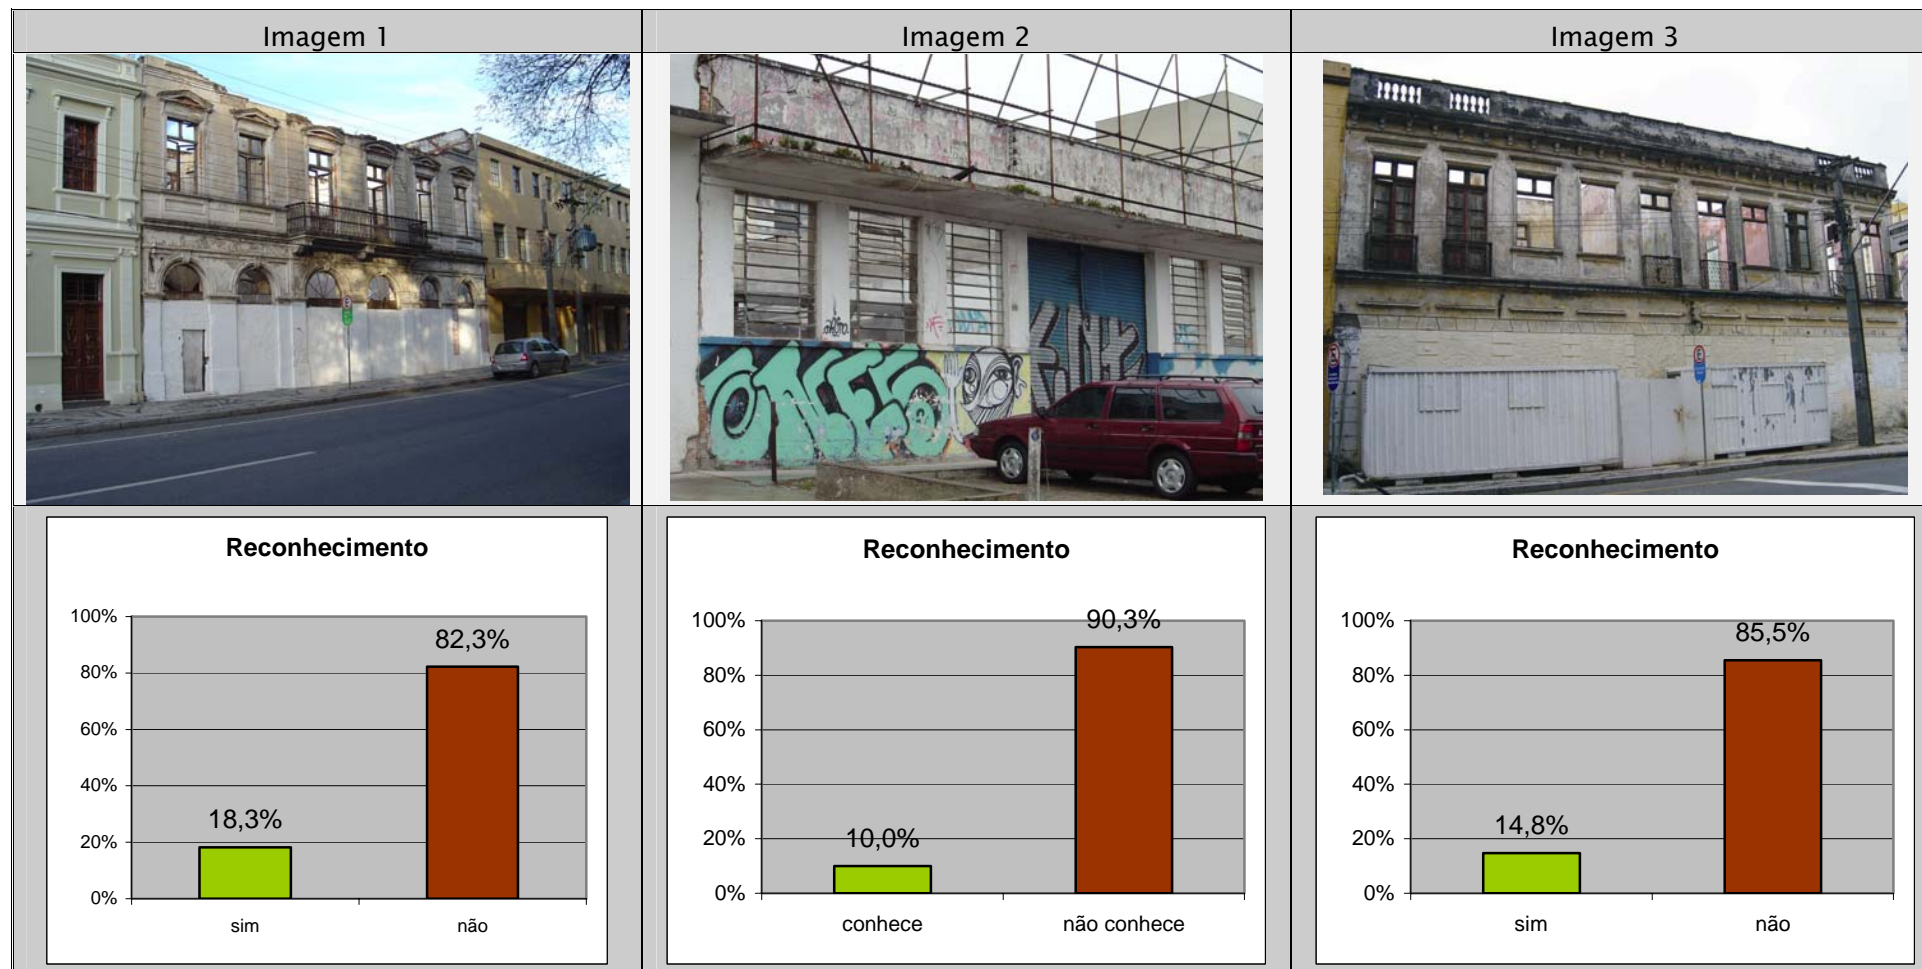 Imagem 1
Imagem 2
Imagem 3
ONES
Reconhecimento
100%
80%
60%
40%
20%
0%
18,3%
82,3%
sim
não
Reconhecimento
100%
80%
60%
40%
20%
0%
10,0%
90,3%
conhece
não conhece
Reconhecimento
100%
80%
60%
40%
20%
0%
14,8%
85,5%
sim
não